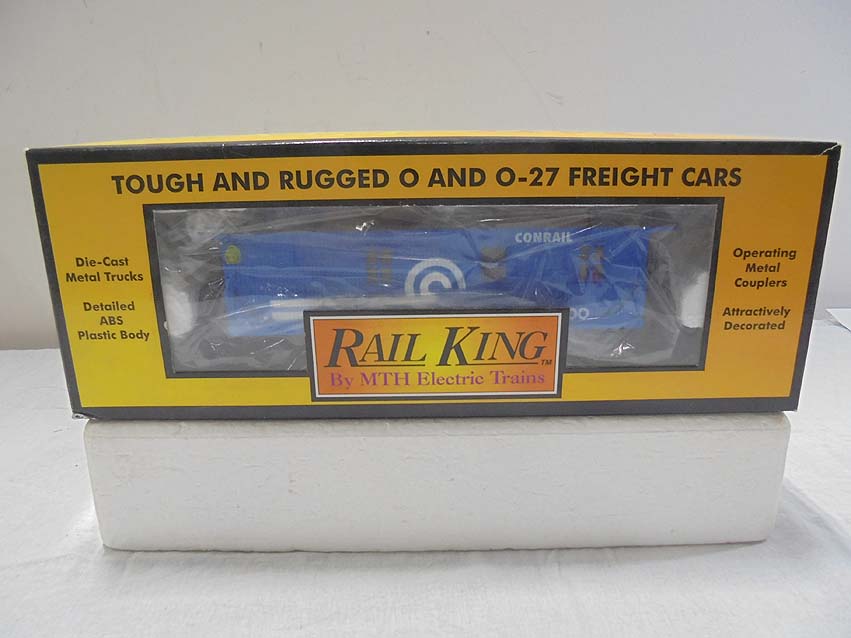 TOUGH AND RUGGED O AND O-27 FREIGHT CARS
Die-Cast
Metal Trucks
Detailed
ABS
Plastic Body
CONRAIL
Operating
Metal
Couplers
Attractively
Decorated
RAIL KING™
By MTH Electric Trains